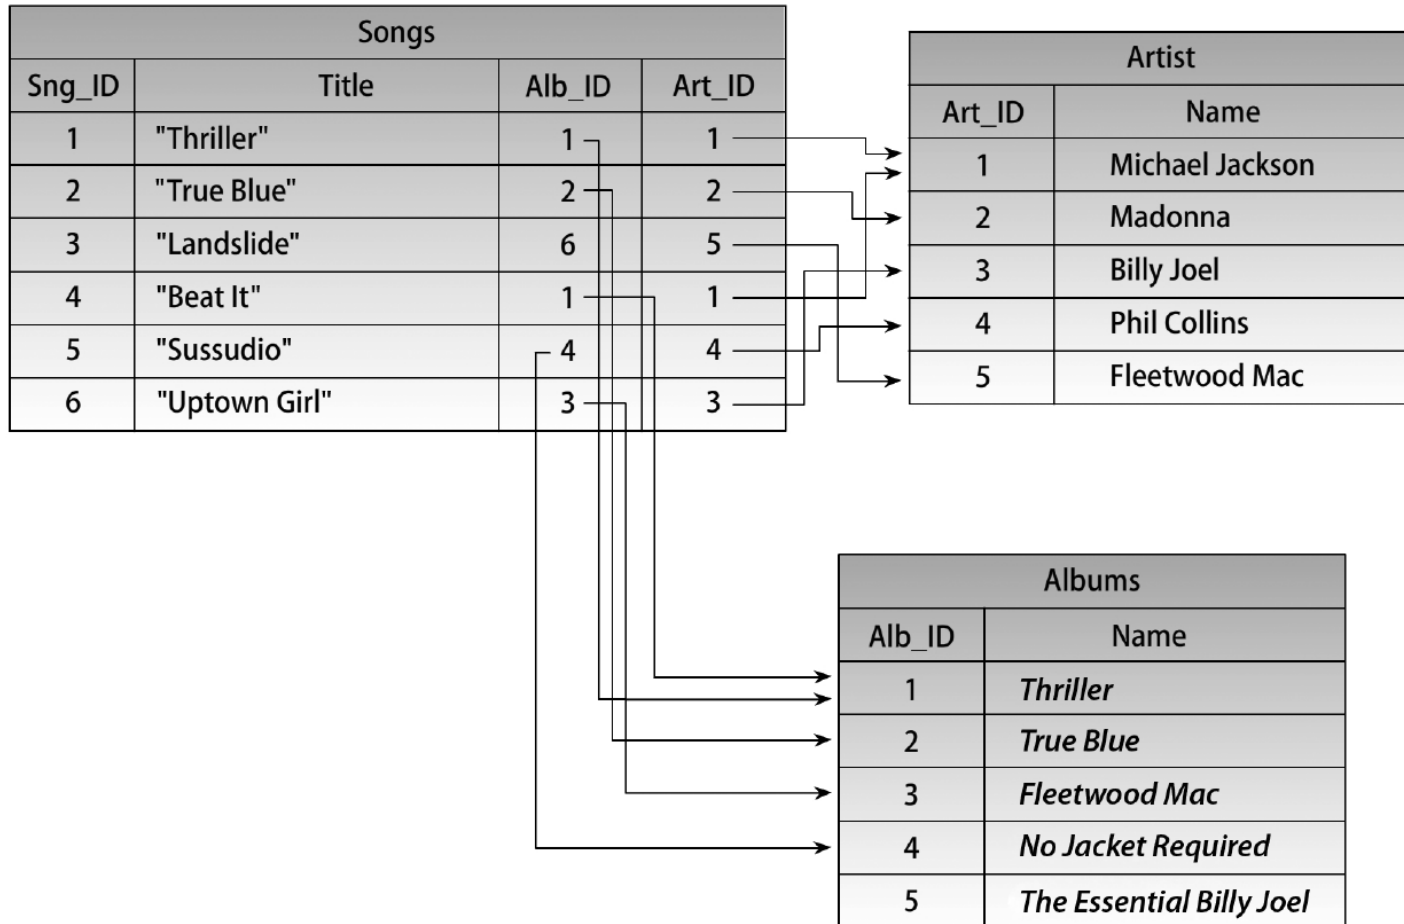 Songs
Sng_ID Title Alb_ID Art_ID
1 "Thriller" 1 1
2 "True Blue" 2 2
3 "Landslide" 6 5
4 "Beat It" 1 1
5 "Sussudio" 4 4
6 "Uptown Girl" 3 3
Artist
Art_ID Name
1 Michael Jackson
2 Madonna
3 Billy Joel
4 Phil Collins
5 Fleetwood Mac
Albums
Alb_ID Name
1 Thriller
2 True Blue
3 Fleetwood Mac
4 No Jacket Required
5 The Essential Billy Joel